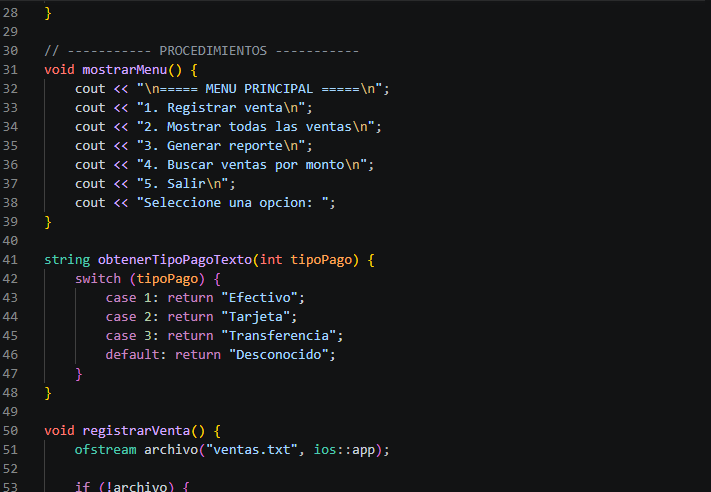 28 }
29
30 // ----------- PROCEDIMIENTOS -----------
31 void mostrarMenu() {
32     cout << "\n===== MENU PRINCIPAL =====\n";
33     cout << "1. Registrar venta\n";
34     cout << "2. Mostrar todas las ventas\n";
35     cout << "3. Generar reporte\n";
36     cout << "4. Buscar ventas por monto\n";
37     cout << "5. Salir\n";
38     cout << "Seleccione una opcion: ";
39 }
40
41 string obtenerTipoPagoTexto(int tipoPago) {
42     switch (tipoPago) {
43         case 1: return "Efectivo";
44         case 2: return "Tarjeta";
45         case 3: return "Transferencia";
46         default: return "Desconocido";
47     }
48 }
49
50 void registrarVenta() {
51     ofstream archivo("ventas.txt", ios::app);
52
53     if (!archivo) {